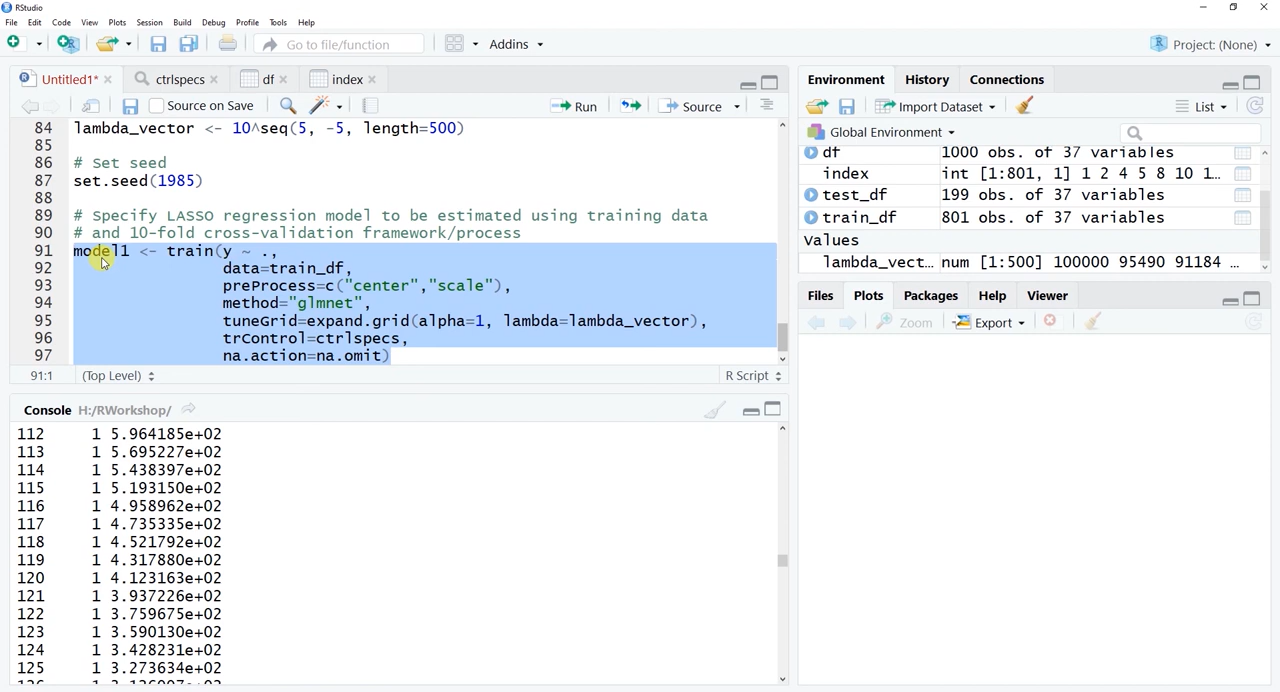 RStudio
File Edit Code View Plots Session Build Debug Profile Tools Help
Go to file/function Addins Project: (None)
Untitled1* ctrlspecs df index
Source on Save Run Source
84 lambda_vector <- 10^seq(5, -5, length=500)
85
86 # Set seed
87 set.seed(1985)
88
89 # Specify LASSO regression model to be estimated using training data
90 # and 10-fold cross-validation framework/process
91 model1 <- train(y ~ .,
92 data=train_df,
93 preProcess=c("center","scale"),
94 method="glmnet",
95 tuneGrid=expand.grid(alpha=1, lambda=lambda_vector),
96 trControl=ctrlspecs,
97 na.action=na.omit)
91:1 (Top Level) R Script
Console H:/RWorkshop/
112 1 5.964185e+02
113 1 5.695227e+02
114 1 5.438397e+02
115 1 5.193150e+02
116 1 4.958962e+02
117 1 4.735335e+02
118 1 4.521792e+02
119 1 4.317880e+02
120 1 4.123163e+02
121 1 3.937226e+02
122 1 3.759675e+02
123 1 3.590130e+02
124 1 3.428231e+02
125 1 3.273634e+02
Environment History Connections
Import Dataset List
Global Environment
df 1000 obs. of 37 variables
index int [1:801, 1] 1 2 4 5 8 10 1...
test_df 199 obs. of 37 variables
train_df 801 obs. of 37 variables
Values
lambda_vect... num [1:500] 100000 95490 91184 ...
Files Plots Packages Help Viewer
Zoom Export